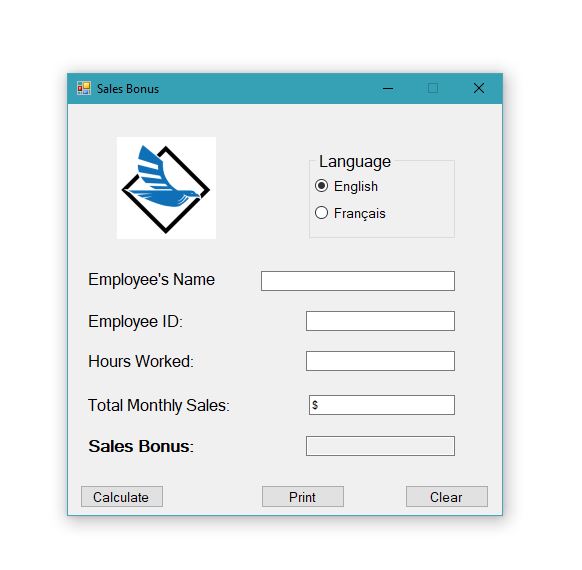 Sales Bonus
Language
English
Français
Employee's Name
Employee ID:
Hours Worked:
Total Monthly Sales:
$
Sales Bonus:
Calculate
Print
Clear